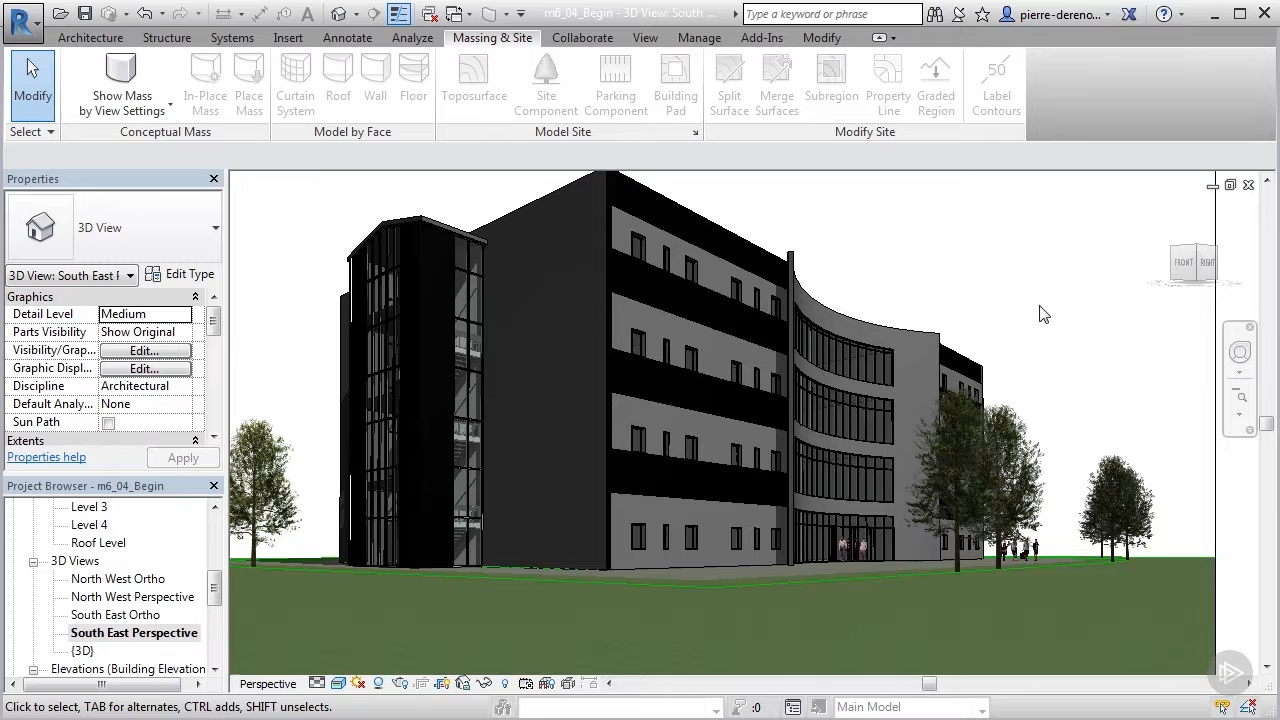 m6_04_Begin - 3D View: South ...
Type a keyword or phrase
pierre-dereno...
Architecture Structure Systems Insert Annotate Analyze Massing & Site Collaborate View Manage Add-Ins Modify
Modify
Show Mass
by View Settings
In-Place
Mass
Place
Mass
Curtain
System
Roof
Wall
Floor
Toposurface
Site
Component
Parking
Component
Building
Pad
Split
Surface
Merge
Surfaces
Subregion
Property
Line
Graded
Region
50
Label
Contours
Select
Conceptual Mass
Model by Face
Model Site
Modify Site
Properties
3D View
3D View: South East F
Edit Type
Graphics
Detail Level Medium
Parts Visibility Show Original
Visibility/Grap... Edit...
Graphic Displ... Edit...
Discipline Architectural
Default Analy... None
Sun Path
Extents
Properties help
Apply
Project Browser - m6_04_Begin
Level 3
Level 4
Roof Level
3D Views
North West Ortho
North West Perspective
South East Ortho
South East Perspective
{3D}
Elevations (Building Elevation
FRONT RIGHT
Perspective
Click to select, TAB for alternates, CTRL adds, SHIFT unselects.
:0
Main Model